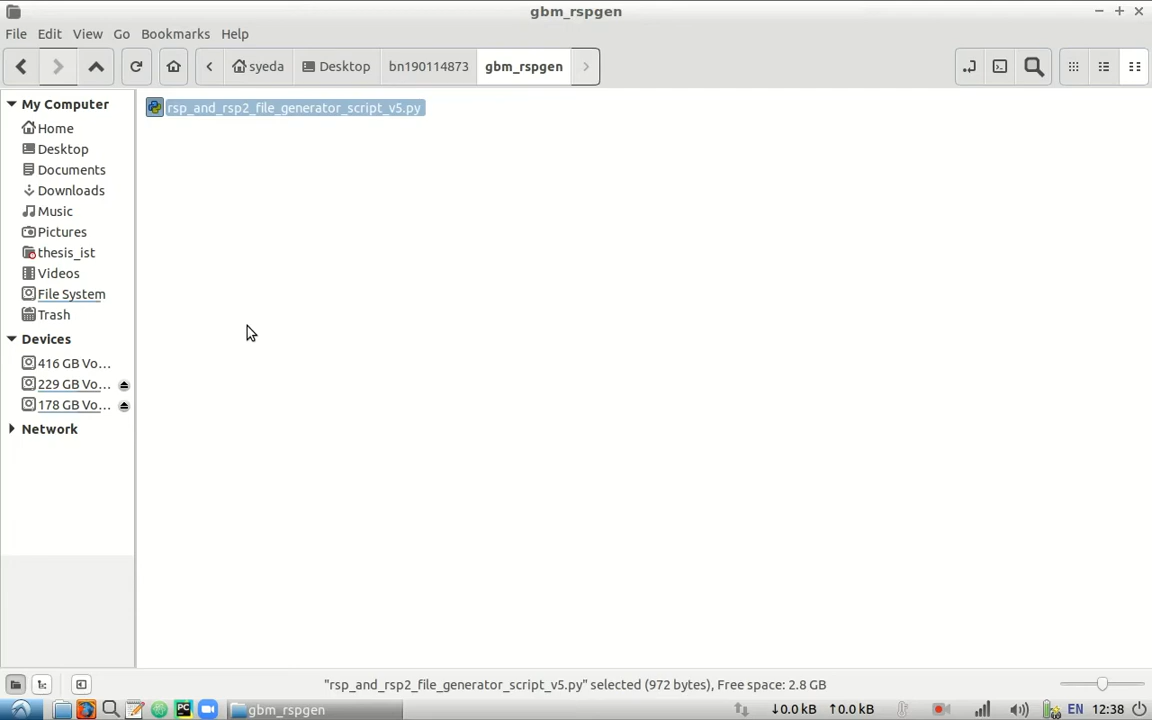 gbm_rspgen
File Edit View Go Bookmarks Help
syeda Desktop bn190114873 gbm_rspgen
My Computer
Home
Desktop
Documents
Downloads
Music
Pictures
thesis_ist
Videos
File System
Trash
Devices
416 GB Vo...
229 GB Vo...
178 GB Vo...
Network
rsp_and_rsp2_file_generator_script_v5.py
"rsp_and_rsp2_file_generator_script_v5.py" selected (972 bytes), Free space: 2.8 GB
PC gbm_rspgen ↓0.0 kB ↑0.0 kB EN 12:38